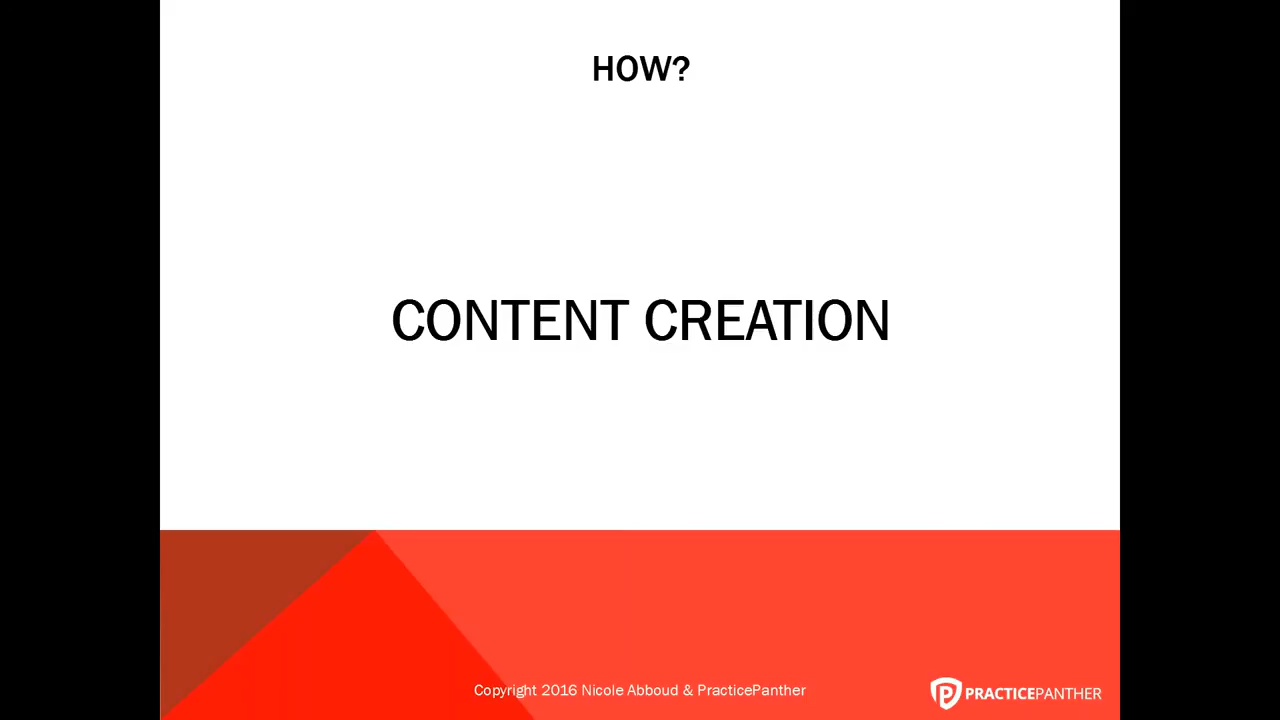 HOW?
CONTENT CREATION
Copyright 2016 Nicole Abboud & PracticePanther
PRACTICEPANTHER